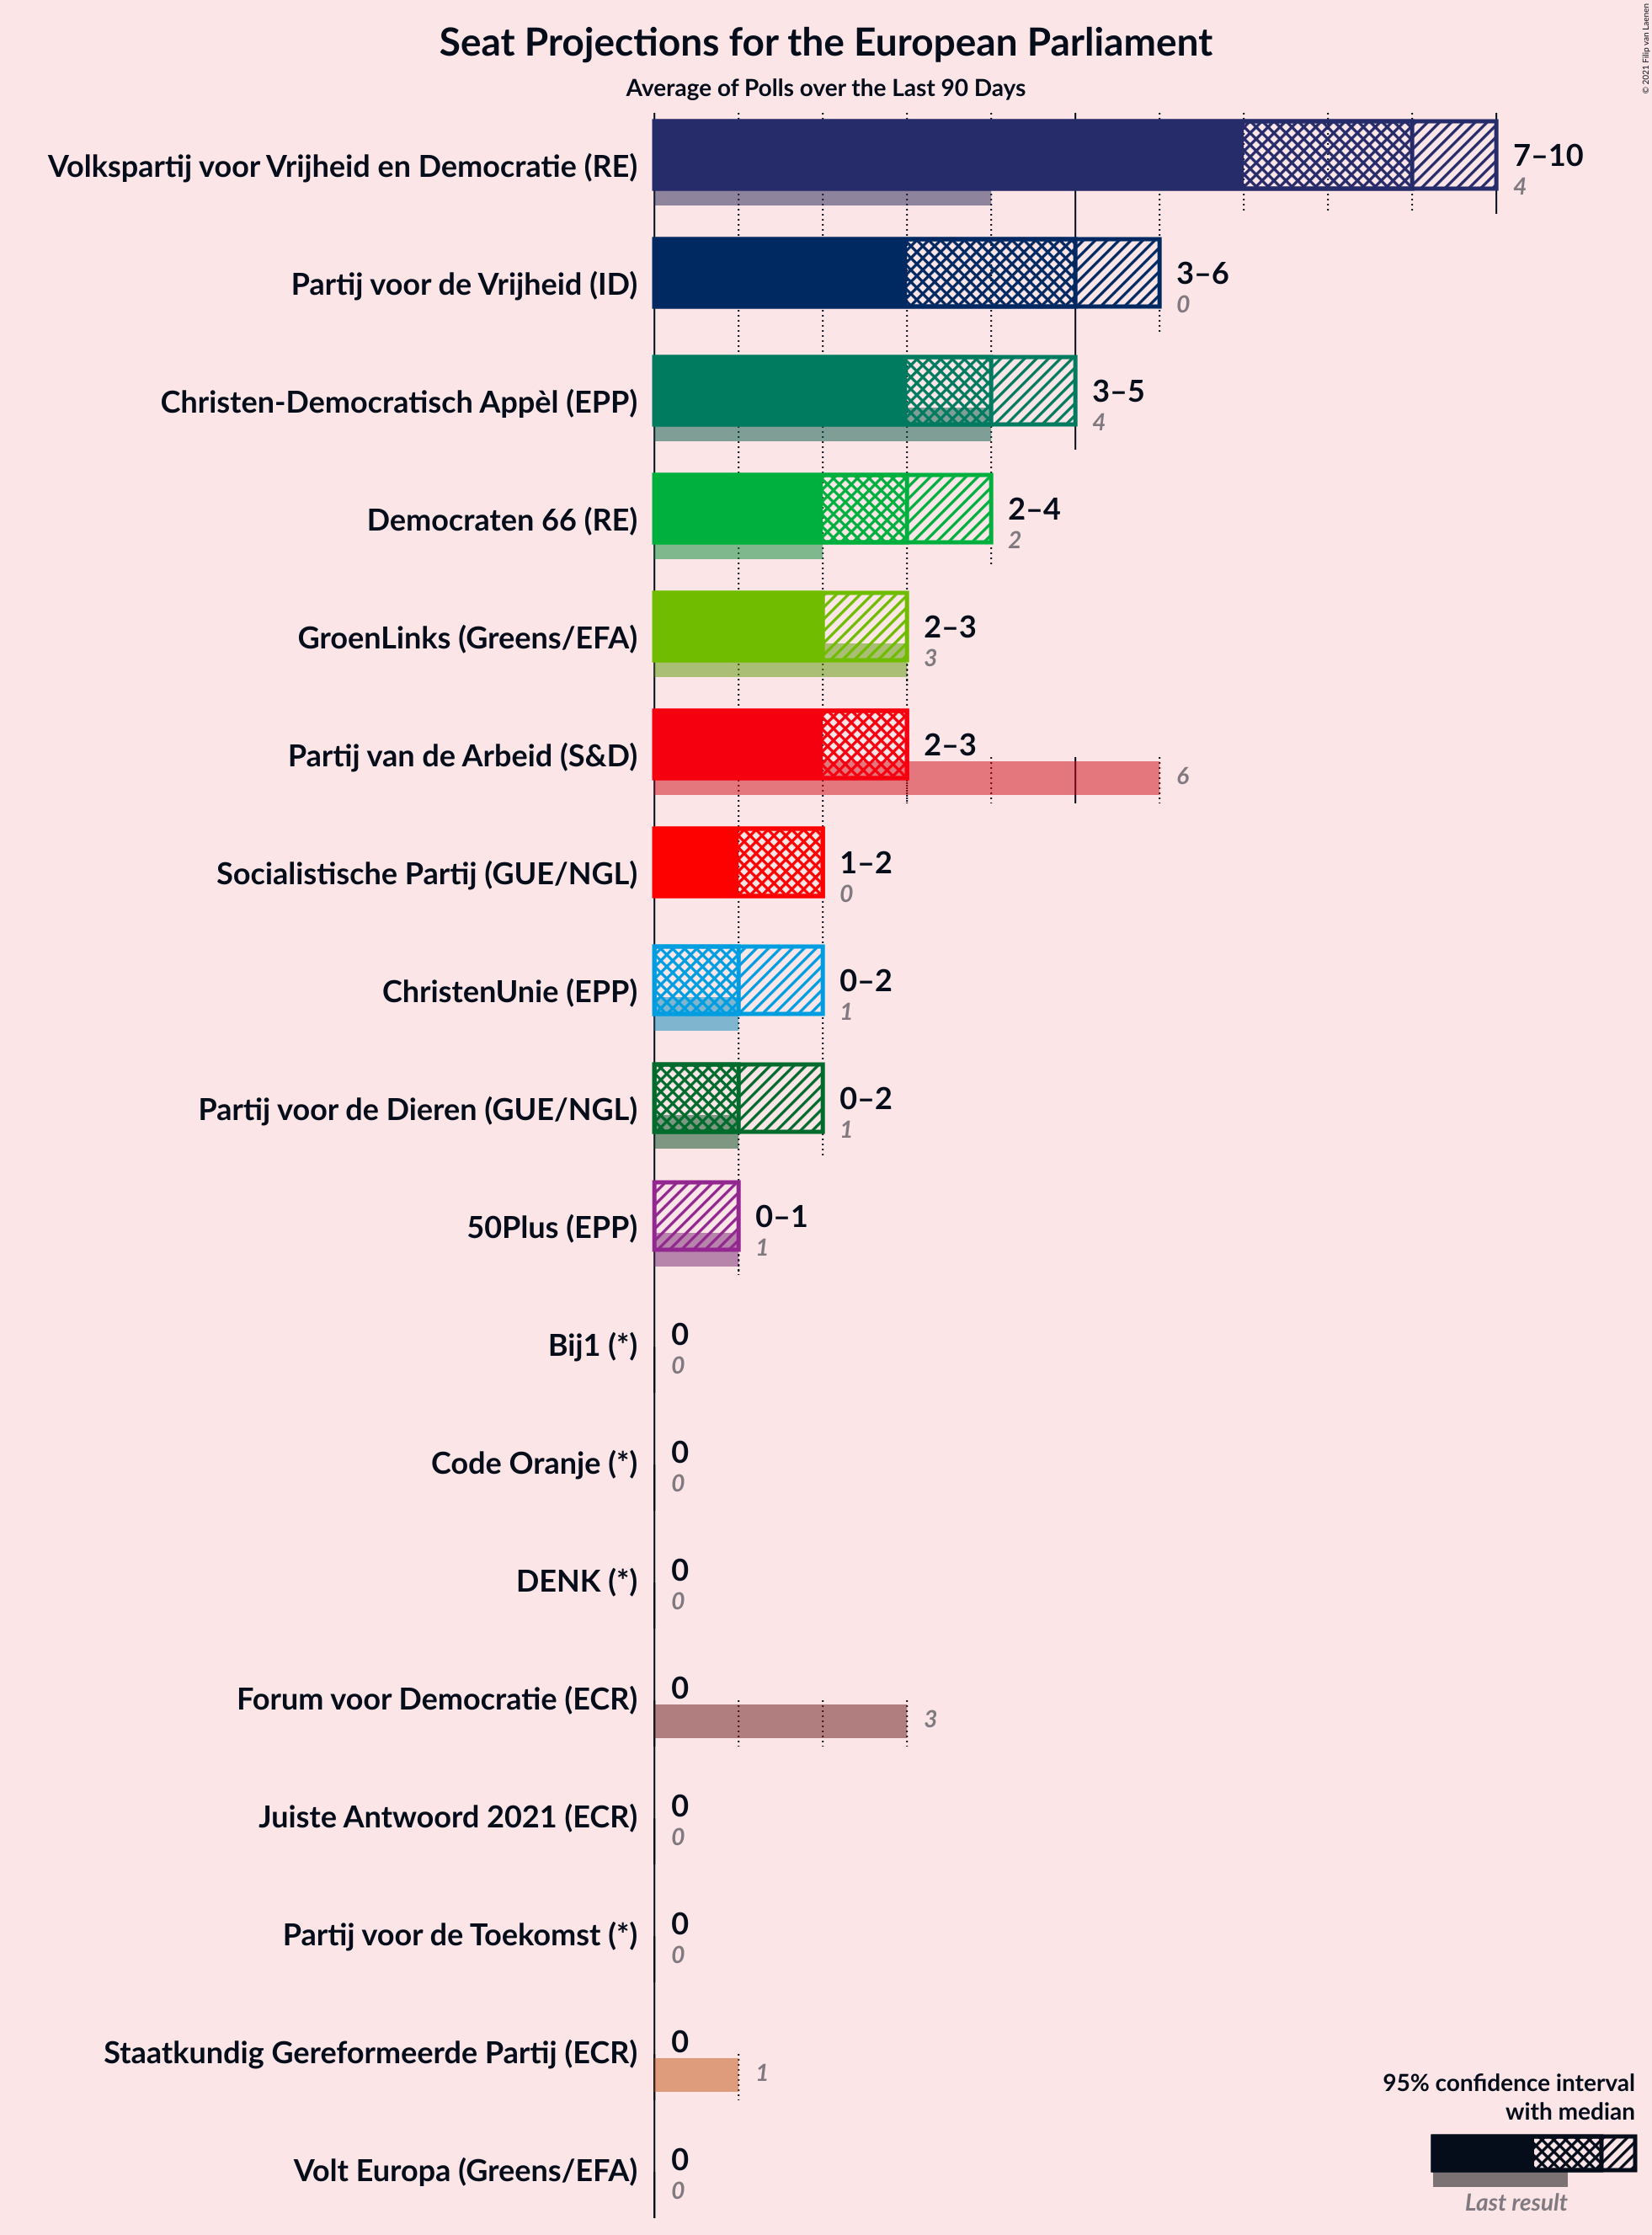 Seat Projections for the European Parliament
Average of Polls over the Last 90 Days
© 2021 Filip van Laenen
Volkspartij voor Vrijheid en Democratie (RE)
7–10
4
Partij voor de Vrijheid (ID)
3–6
0
Christen-Democratisch Appèl (EPP)
3–5
4
Democraten 66 (RE)
2–4
2
GroenLinks (Greens/EFA)
2–3
3
Partij van de Arbeid (S&D)
2–3
6
Socialistische Partij (GUE/NGL)
1–2
0
ChristenUnie (EPP)
0–2
1
Partij voor de Dieren (GUE/NGL)
0–2
1
50Plus (EPP)
0–1
1
Bij1 (*)
0
0
Code Oranje (*)
0
0
DENK (*)
0
0
Forum voor Democratie (ECR)
0
3
Juiste Antwoord 2021 (ECR)
0
0
Partij voor de Toekomst (*)
0
0
Staatkundig Gereformeerde Partij (ECR)
0
1
Volt Europa (Greens/EFA)
0
0
95% confidence interval
with median
Last result